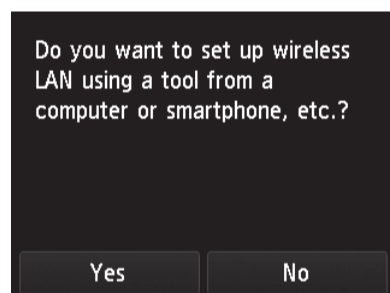 Do you want to set up wireless
LAN using a tool from a
computer or smartphone, etc.?
Yes
No